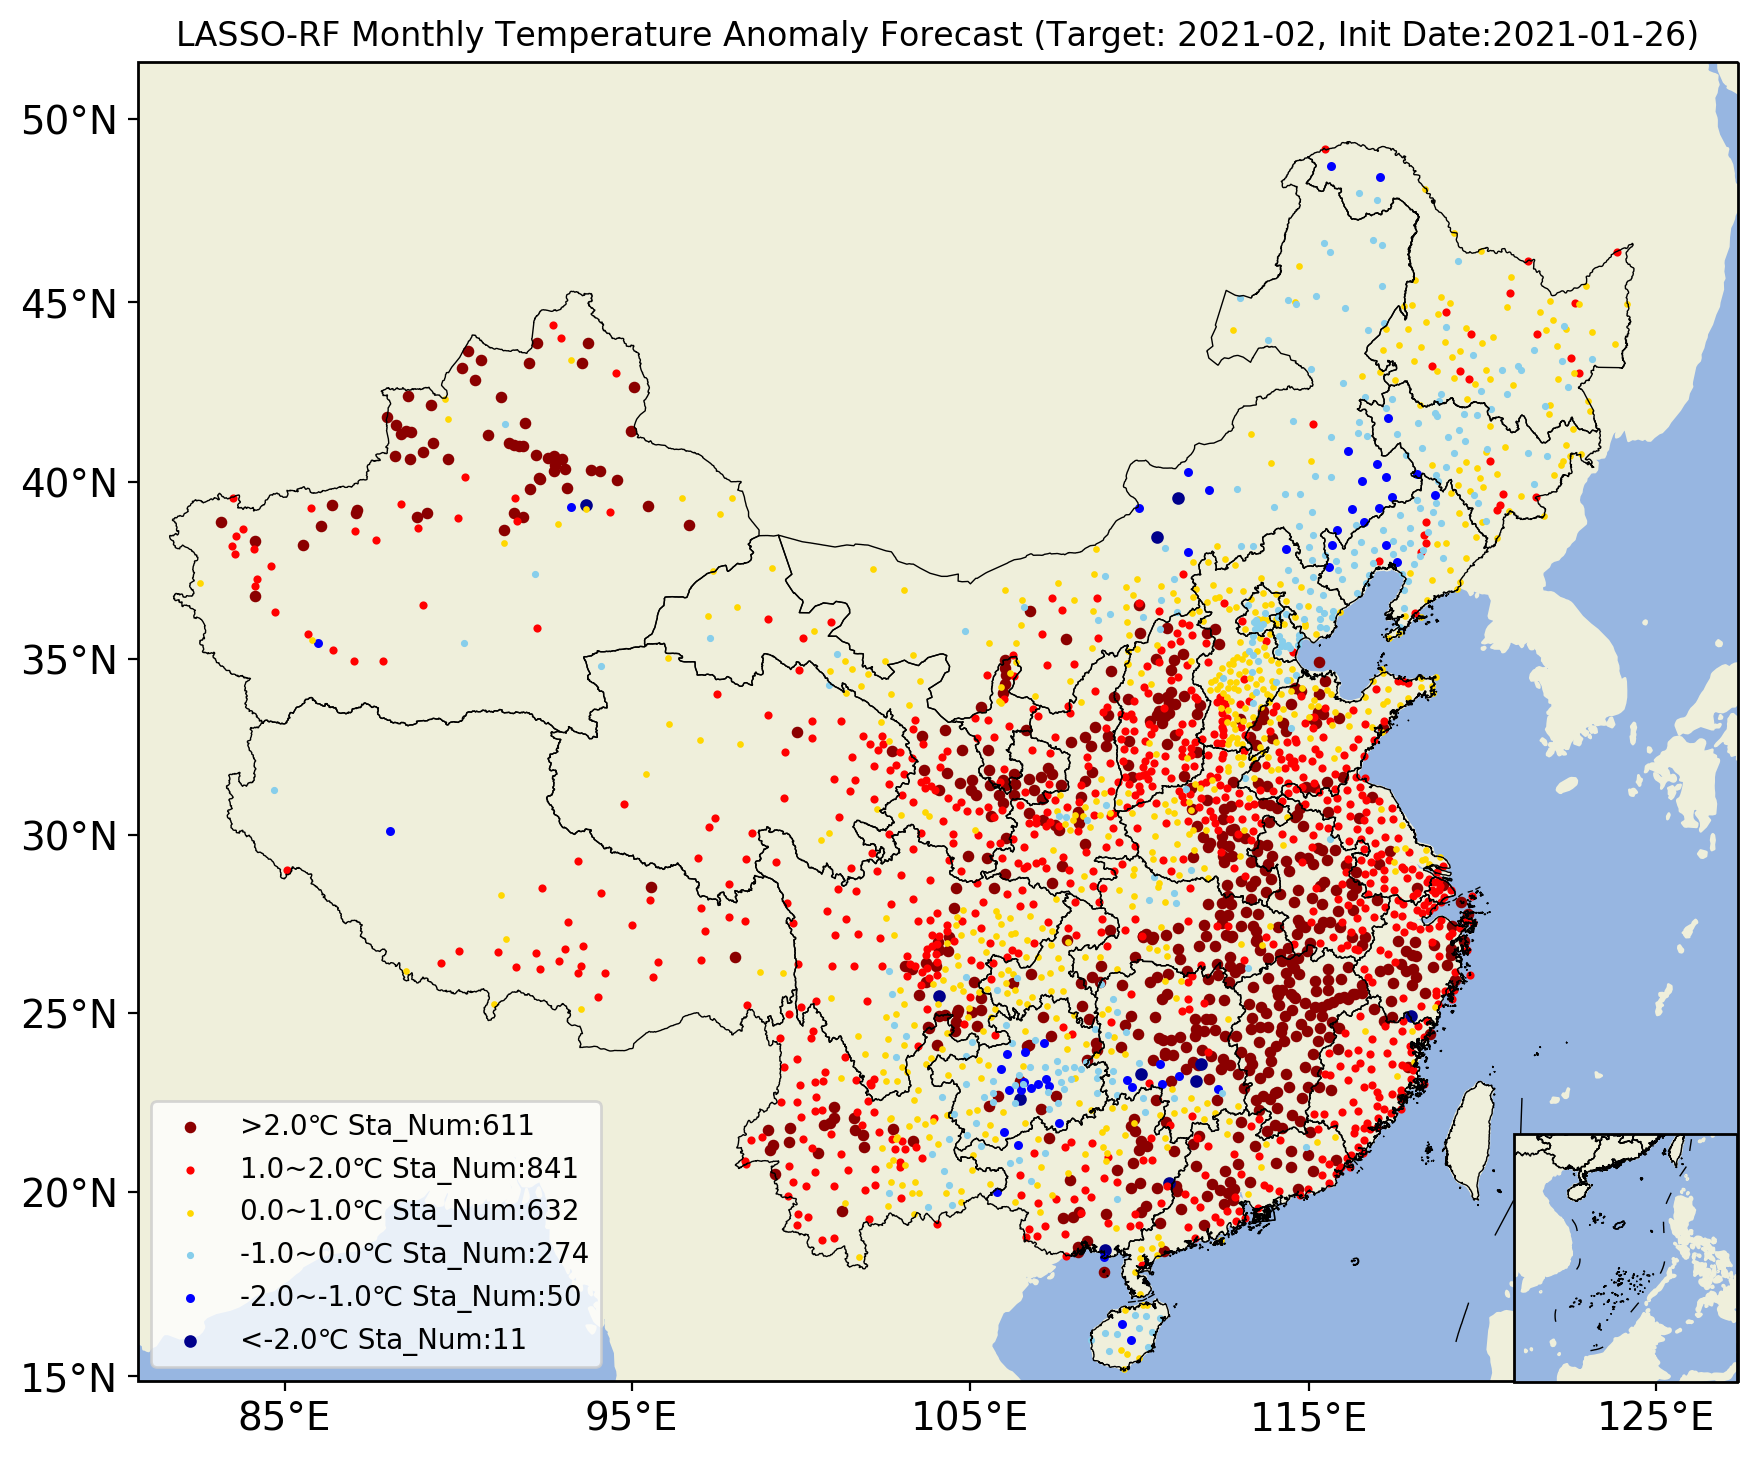 LASSO-RF Monthly Temperature Anomaly Forecast (Target: 2021-02, Init Date:2021-01-26)
50°N
45°N
40°N
35°N
30°N
25°N
20°N
15°N
>2.0℃ Sta_Num:611
1.0~2.0℃ Sta_Num:841
0.0~1.0℃ Sta_Num:632
-1.0~0.0℃ Sta_Num:274
-2.0~-1.0℃ Sta_Num:50
<-2.0℃ Sta_Num:11
85°E
95°E
105°E
115°E
125°E